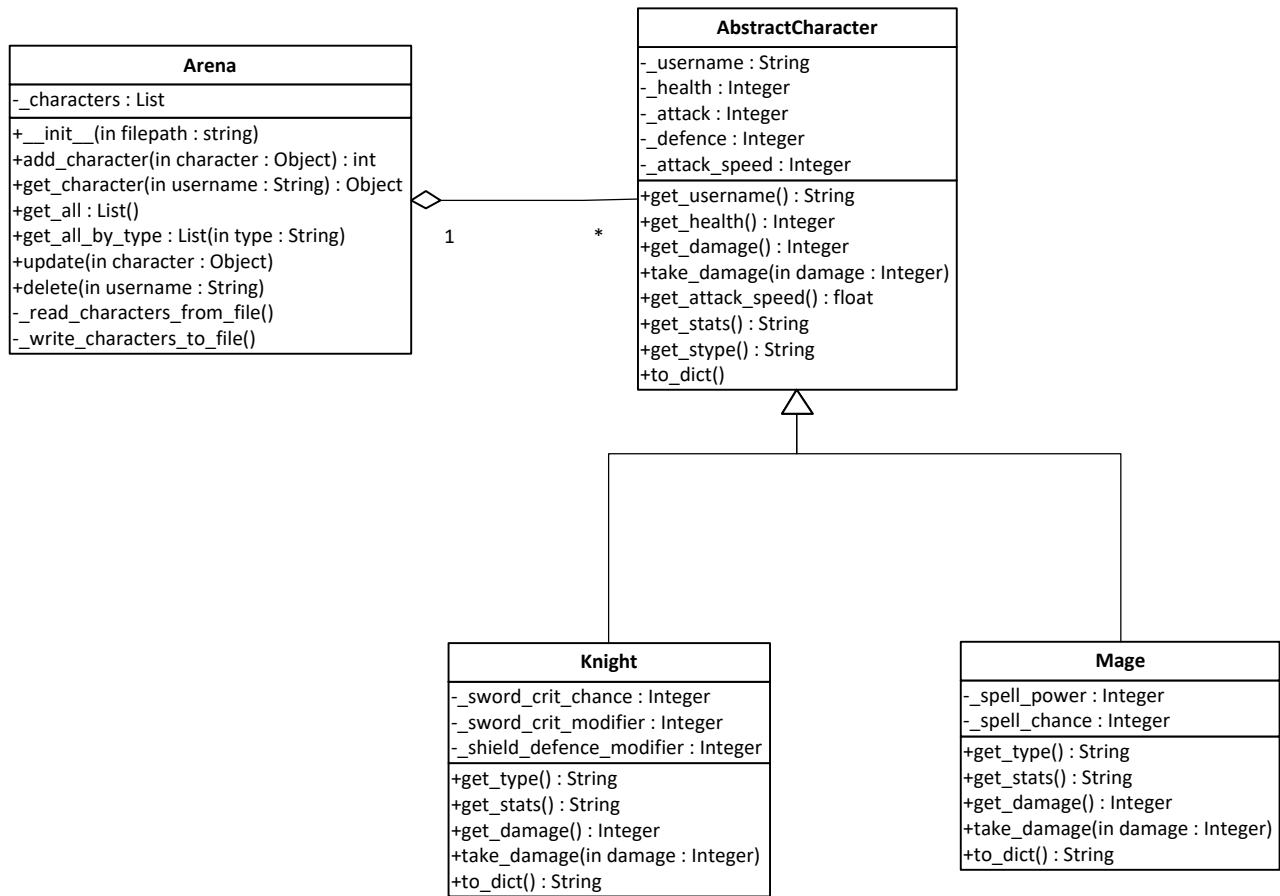 Arena
-_characters : List
+__init__(in filepath : string)
+add_character(in character : Object) : int
+get_character(in username : String) : Object
+get_all : List()
+get_all_by_type : List(in type : String)
+update(in character : Object)
+delete(in username : String)
-_read_characters_from_file()
-_write_characters_to_file()
1
*
AbstractCharacter
-_username : String
-_health : Integer
-_attack : Integer
-_defence : Integer
-_attack_speed : Integer
+get_username() : String
+get_health() : Integer
+get_damage() : Integer
+take_damage(in damage : Integer)
+get_attack_speed() : float
+get_stats() : String
+get_stype() : String
+to_dict()
Knight
-_sword_crit_chance : Integer
-_sword_crit_modifier : Integer
-_shield_defence_modifier : Integer
+get_type() : String
+get_stats() : String
+get_damage() : Integer
+take_damage(in damage : Integer)
+to_dict() : String
Mage
-_spell_power : Integer
-_spell_chance : Integer
+get_type() : String
+get_stats() : String
+get_damage() : Integer
+take_damage(in damage : Integer)
+to_dict() : String